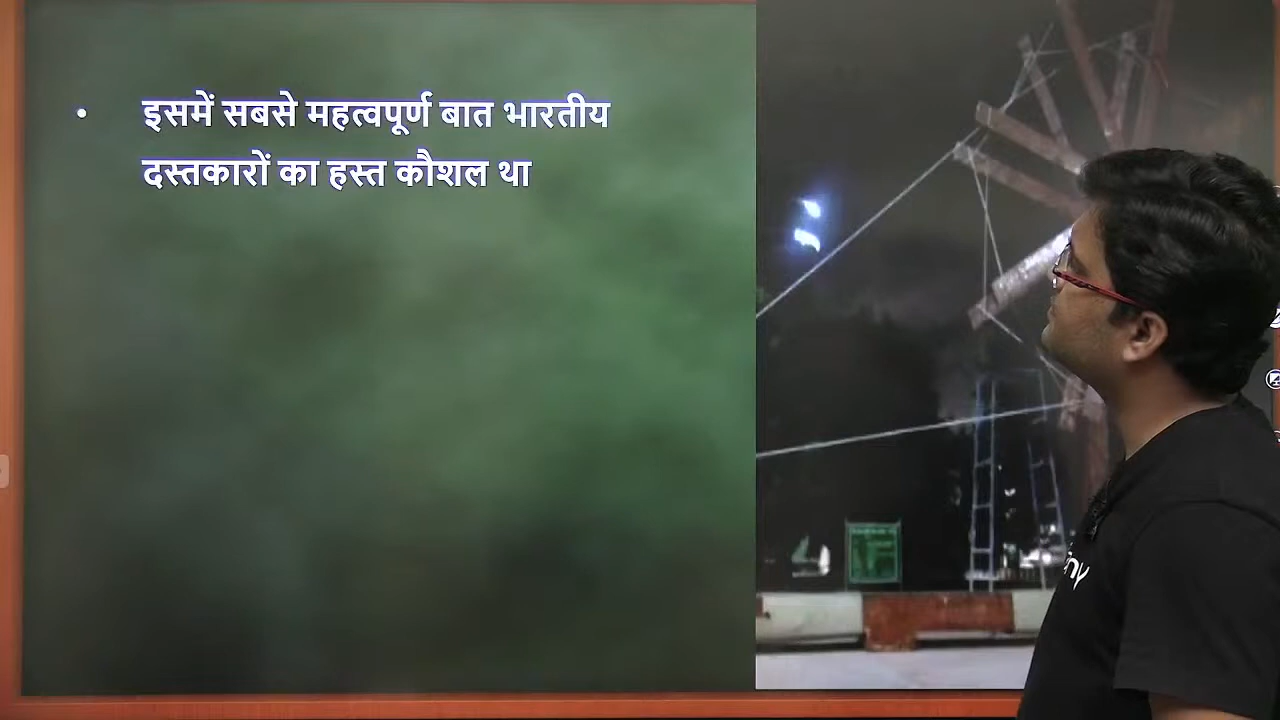 • इसमें सबसे महत्वपूर्ण बात भारतीय
दस्तकारों का हस्त कौशल था